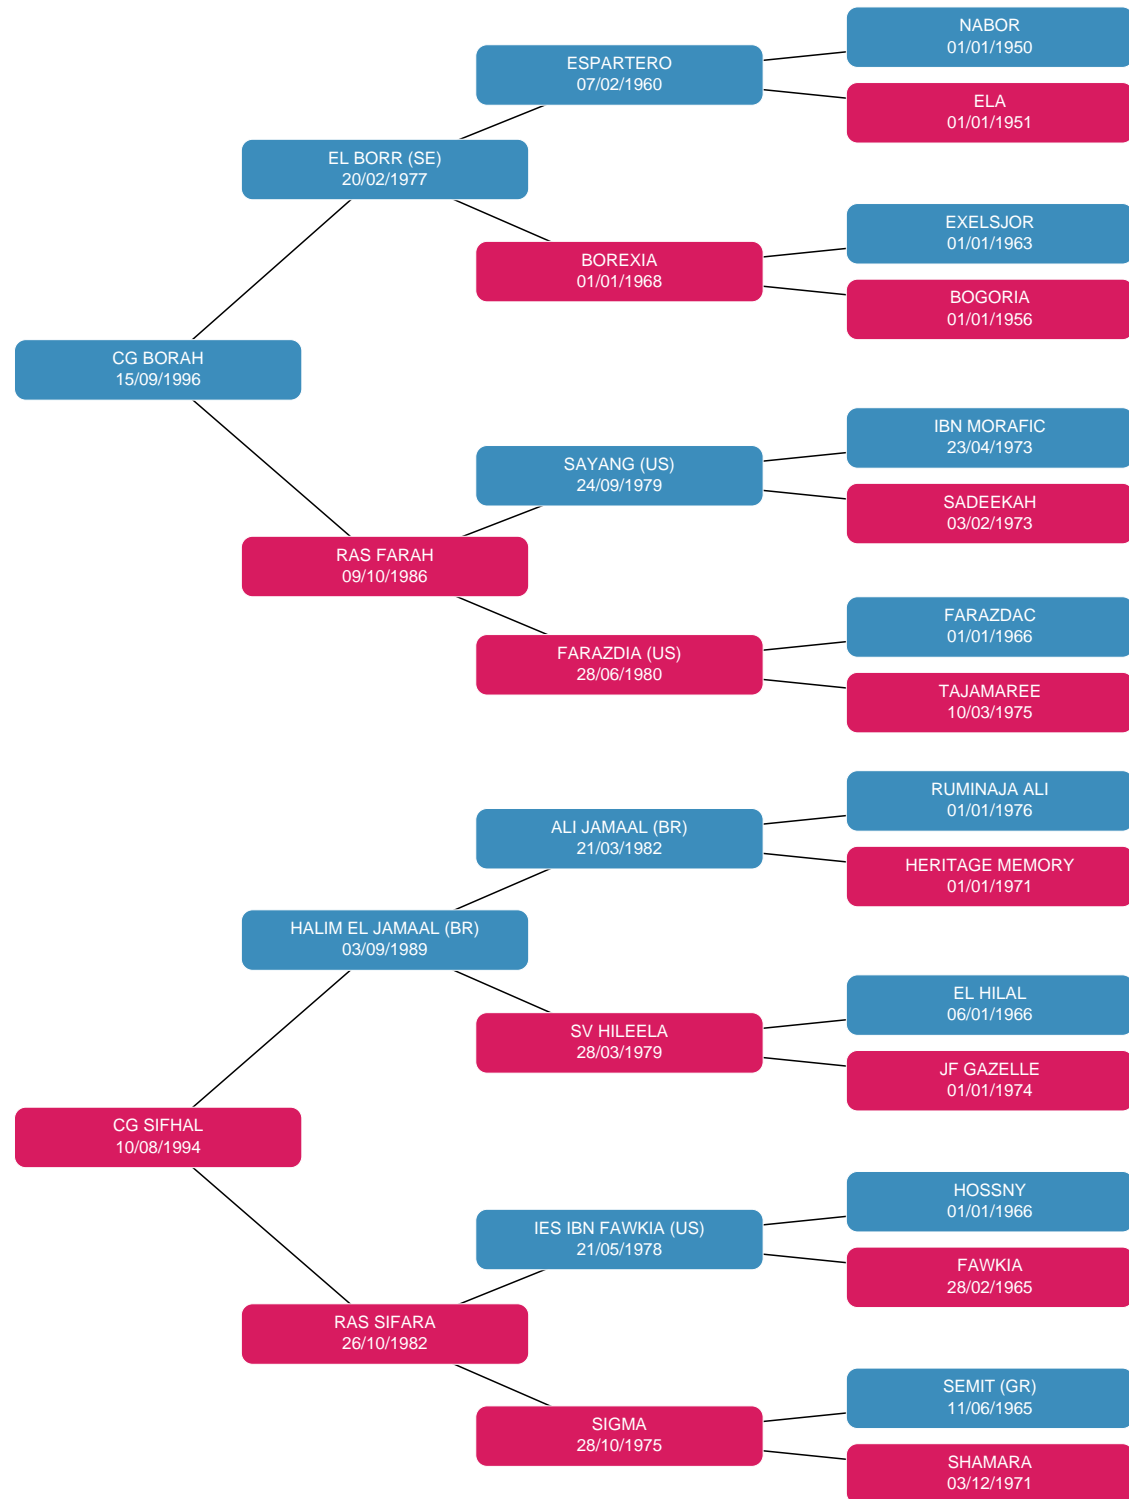 NABOR
01/01/1950
ESPARTERO
07/02/1960
ELA
01/01/1951
EL BORR (SE)
20/02/1977
EXELSJOR
01/01/1963
BOREXIA
01/01/1968
BOGORIA
01/01/1956
CG BORAH
15/09/1996
IBN MORAFIC
23/04/1973
SAYANG (US)
24/09/1979
SADEEKAH
03/02/1973
RAS FARAH
09/10/1986
FARAZDAC
01/01/1966
FARAZDIA (US)
28/06/1980
TAJAMAREE
10/03/1975
RUMINAJA ALI
01/01/1976
ALI JAMAAL (BR)
21/03/1982
HERITAGE MEMORY
01/01/1971
HALIM EL JAMAAL (BR)
03/09/1989
EL HILAL
06/01/1966
SV HILEELA
28/03/1979
JF GAZELLE
01/01/1974
CG SIFHAL
10/08/1994
HOSSNY
01/01/1966
IES IBN FAWKIA (US)
21/05/1978
FAWKIA
28/02/1965
RAS SIFARA
26/10/1982
SEMIT (GR)
11/06/1965
SIGMA
28/10/1975
SHAMARA
03/12/1971